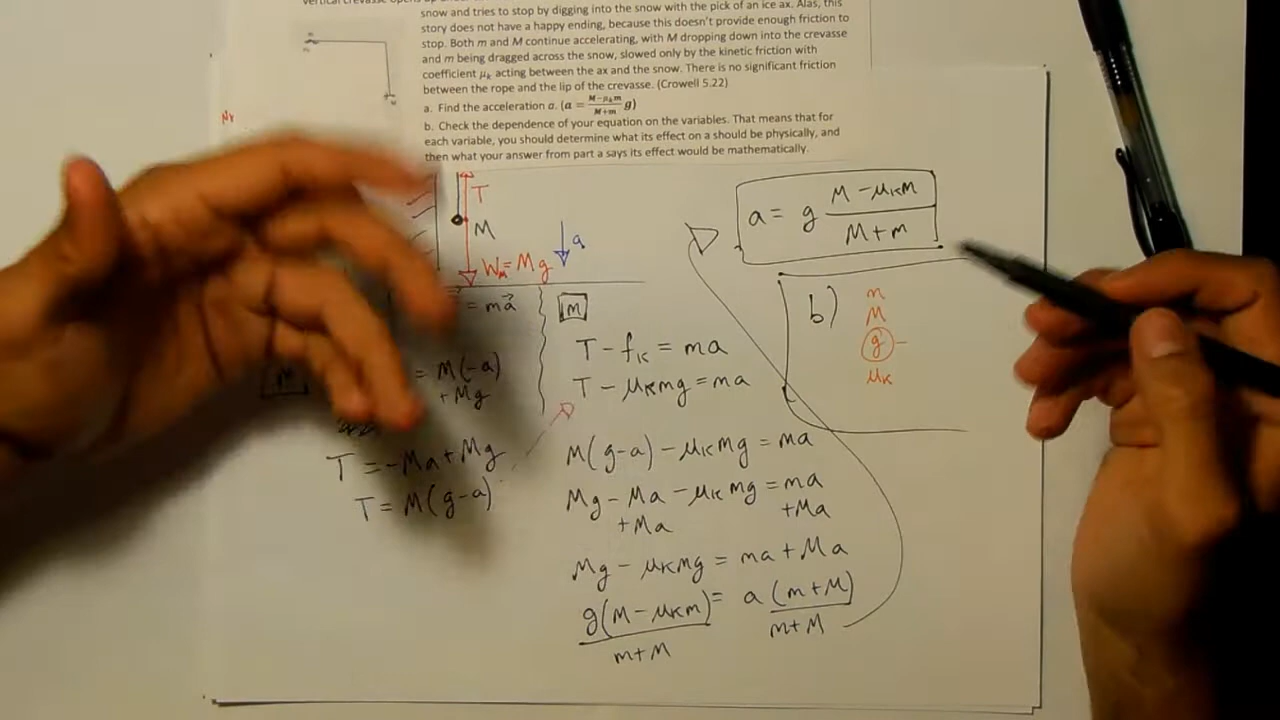 vertical crevasse opens up
snow and tries to stop by digging into the snow with the pick of an ice ax. Alas, this
story does not have a happy ending, because this doesn't provide enough friction to
stop. Both m and M continue accelerating, with M dropping down into the crevasse
and m being dragged across the snow, slowed only by the kinetic friction with
coefficient μk acting between the ax and the snow. There is no significant friction
between the rope and the lip of the crevasse. (Crowell 5.22)
a. Find the acceleration a. (a = M−μkm / M+m g)
b. Check the dependence of your equation on the variables. That means that for
each variable, you should determine what its effect on a should be physically, and
then what your answer from part a says its effect would be mathematically.
T
M
Wm = Mg
a
= ma⃗
= M(-a)
+Mg
T = -Ma + Mg
T = M(g-a)
m
T - fK = ma
T - μKmg = ma
M(g-a) - μKmg = ma
Mg - Ma - μKmg = ma
+Ma +Ma
Mg - μKmg = ma + Ma
g(M - μKm) = a (m+M)
m+M m+M
a = g M - μKm / M+m
b)
m
M
g -
μK